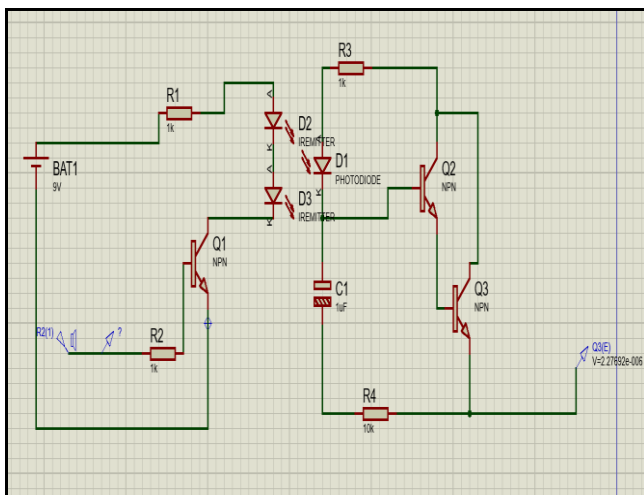 R3
1k
R1
1k
A
D2
IREMITTER
K
A
D1
PHOTODIODE
K
A
D3
IREMITTER
K
BAT1
9V
Q2
NPN
Q1
NPN
C1
1uF
Q3
NPN
R2(1)
?
R2
1k
R4
10k
Q3(E)
V=2.27692e-006